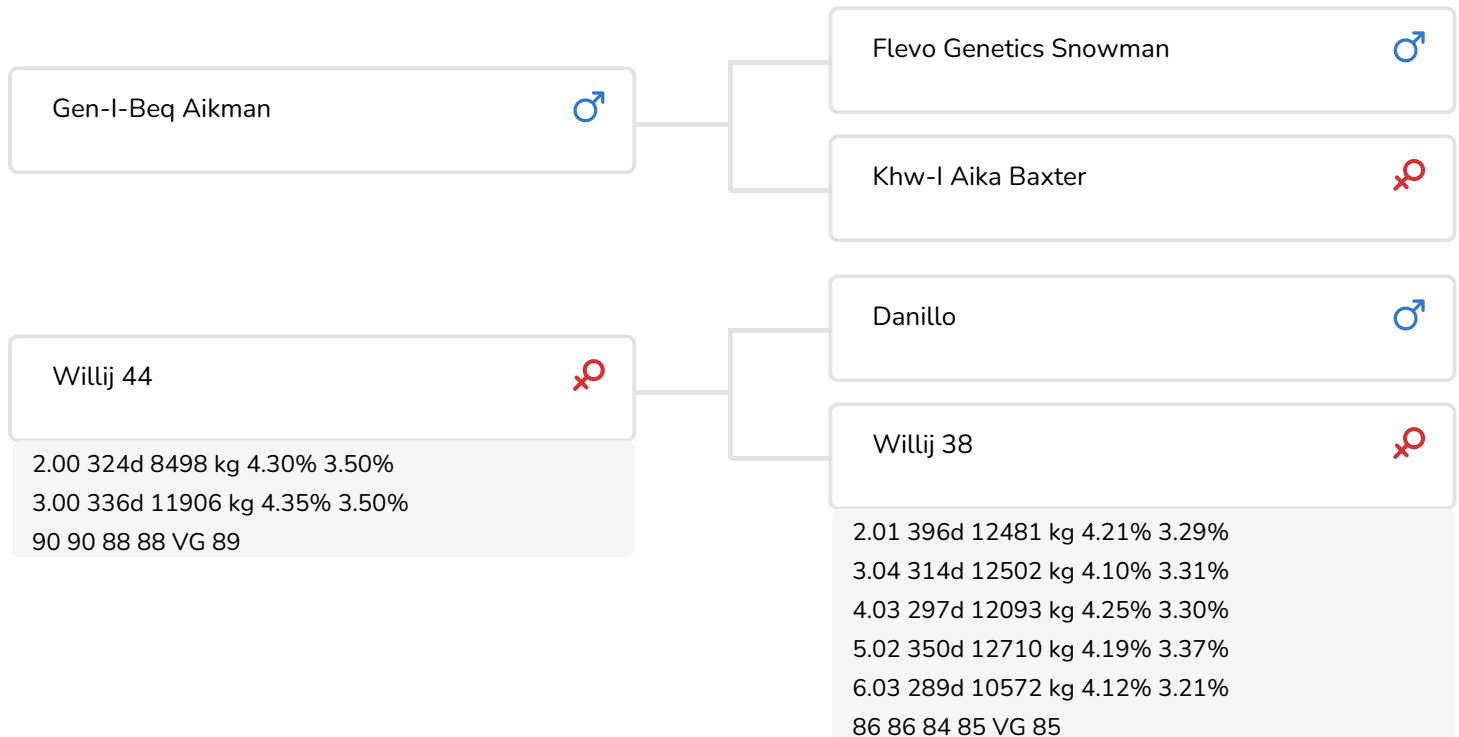 Gen-I-Beq Aikman
Flevo Genetics Snowman
Khw-I Aika Baxter
Willij 44
2.00 324d 8498 kg 4.30% 3.50%
3.00 336d 11906 kg 4.35% 3.50%
90 90 88 88 VG 89
Danillo
Willij 38
2.01 396d 12481 kg 4.21% 3.29%
3.04 314d 12502 kg 4.10% 3.31%
4.03 297d 12093 kg 4.25% 3.30%
5.02 350d 12710 kg 4.19% 3.37%
6.03 289d 10572 kg 4.12% 3.21%
86 86 84 85 VG 85